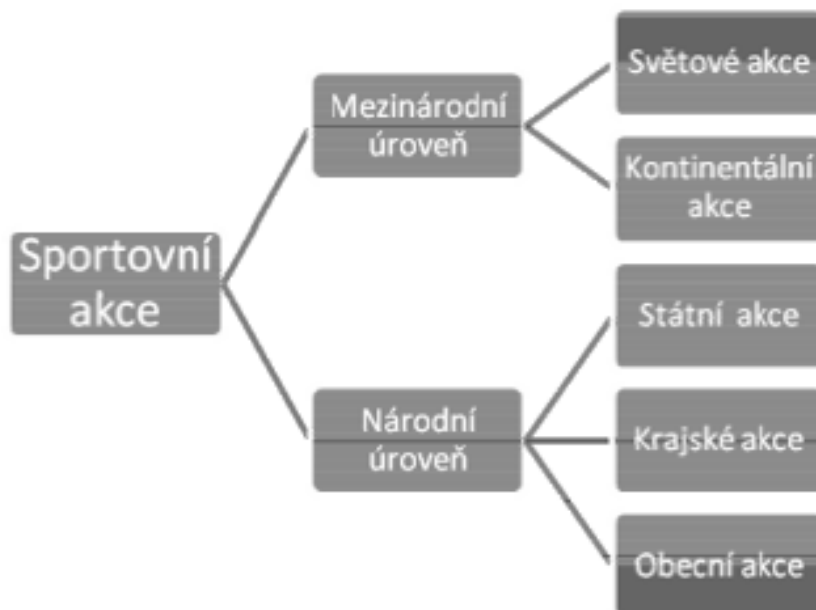 Sportovní
akce
Mezinárodní
úroveň
Světové akce
Kontinentální
akce
Národní
úroveň
Státní akce
Krajské akce
Obecní akce